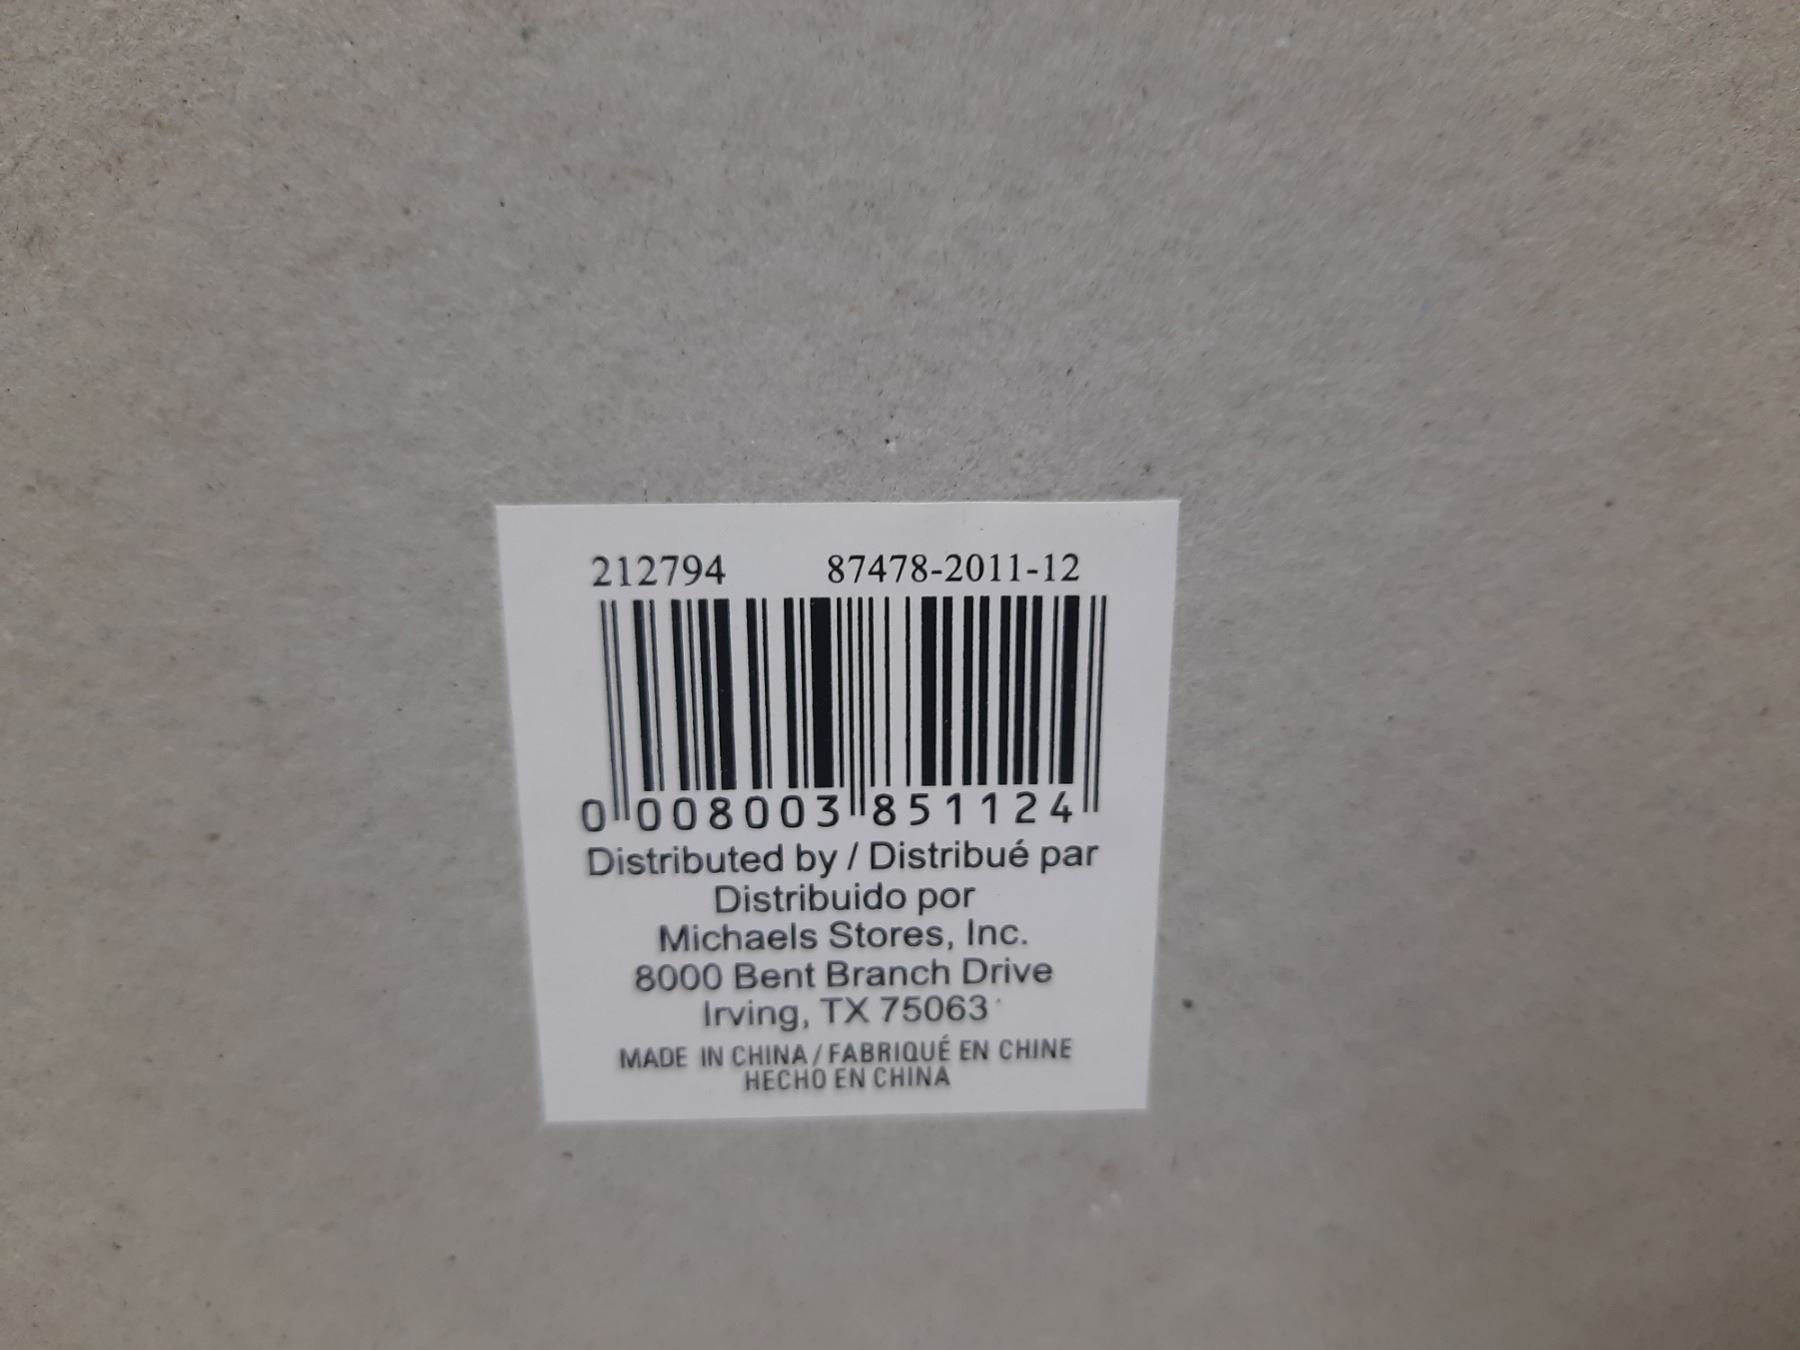 212794 87478-2011-12
0 008003 851124
Distributed by / Distribué par
Distribuido por
Michaels Stores, Inc.
8000 Bent Branch Drive
Irving, TX 75063
MADE IN CHINA / FABRIQUÉ EN CHINE
HECHO EN CHINA